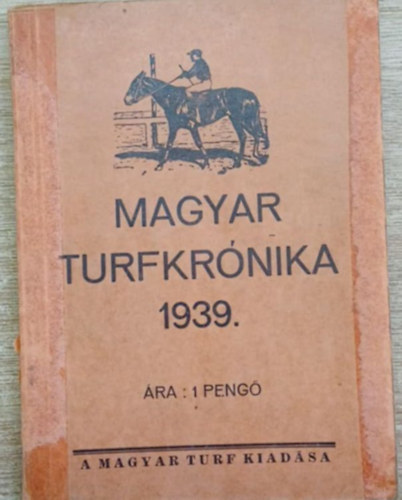 MAGYAR
TURFKRÓNIKA
1939.
ÁRA : 1 PENGŐ
A MAGYAR TURF KIADÁSA